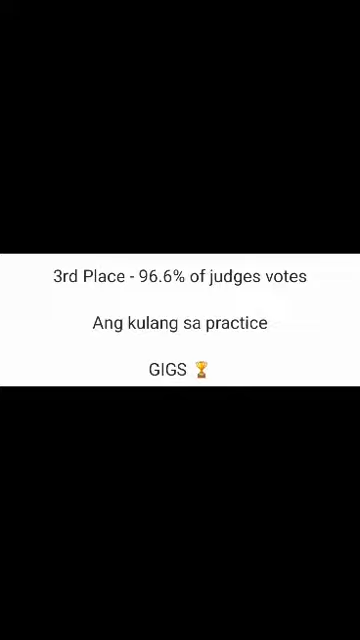 3rd Place - 96.6% of judges votes
Ang kulang sa practice
GIGS 🏆